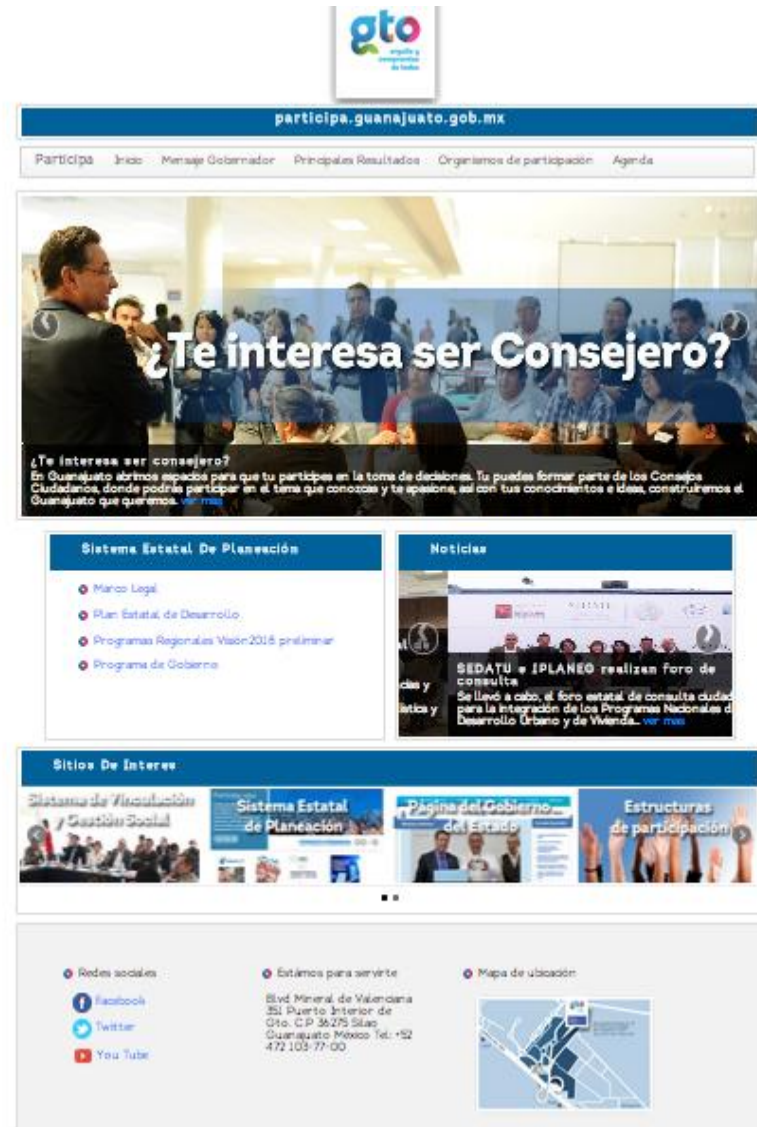 gto
orgullo y
compromiso
de todos
participa.guanajuato.gob.mx
Participa Inicio Mensaje Gobernador Principales Resultados Organismos de participación Agenda
¿Te interesa ser Consejero?
¿Te interesa ser consejero?
En Guanajuato abrimos espacios para que tu participes en la toma de decisiones. Tu puedes formar parte de los Consejos
Ciudadanos, donde podrás participar en el tema que conozcas y te apasione, así con tus conocimientos e ideas, construiremos el
Guanajuato que queremos. ver mas
Sistema Estatal De Planeación
Marco Legal
Plan Estatal de Desarrollo
Programas Regionales Visión2018 preliminar
Programa de Gobierno
Noticias
SEDATU e IPLANEG realizan foro de
consulta
Se llevó a cabo, el foro estatal de consulta ciudad
para la integración de los Programas Nacionales d
Desarrollo Urbano y de Vivienda... ver mas
Sitios De Interes
Sistema de Vinculación
y Gestión Social
Sistema Estatal
de Planeación
Página del Gobierno
del Estado
Estructuras
de participación
Redes sociales
Facebook
Twitter
You Tube
Estámos para servirte
Blvd Mineral de Valenciana
351 Puerto Interior de
Gto. C.P 36275 Silao
Guanajuato México Tel: +52
472 103-77-00
Mapa de ubicación
gto